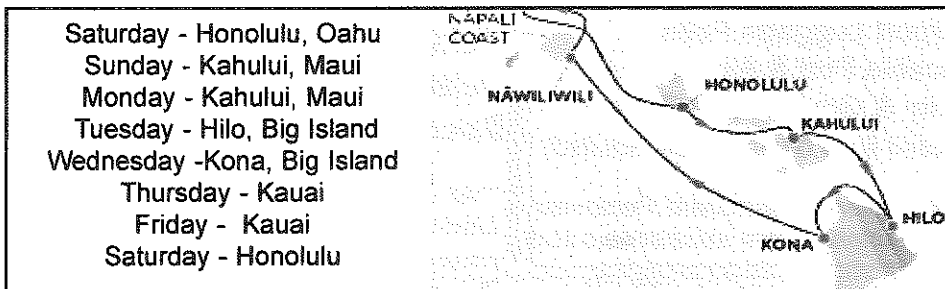 Saturday - Honolulu, Oahu
Sunday - Kahului, Maui
Monday - Kahului, Maui
Tuesday - Hilo, Big Island
Wednesday -Kona, Big Island
Thursday - Kauai
Friday - Kauai
Saturday - Honolulu
NAPALI
COAST
NĀWILIWILI
HONOLULU
KAHULUI
HILO
KONA